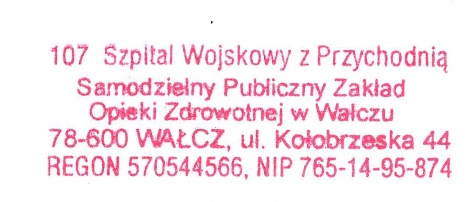 107 Szpital Wojskowy z Przychodnią
Samodzielny Publiczny Zakład
Opieki Zdrowotnej w Wałczu
78-600 WAŁCZ, ul. Kołobrzeska 44
REGON 570544566, NIP 765-14-95-874